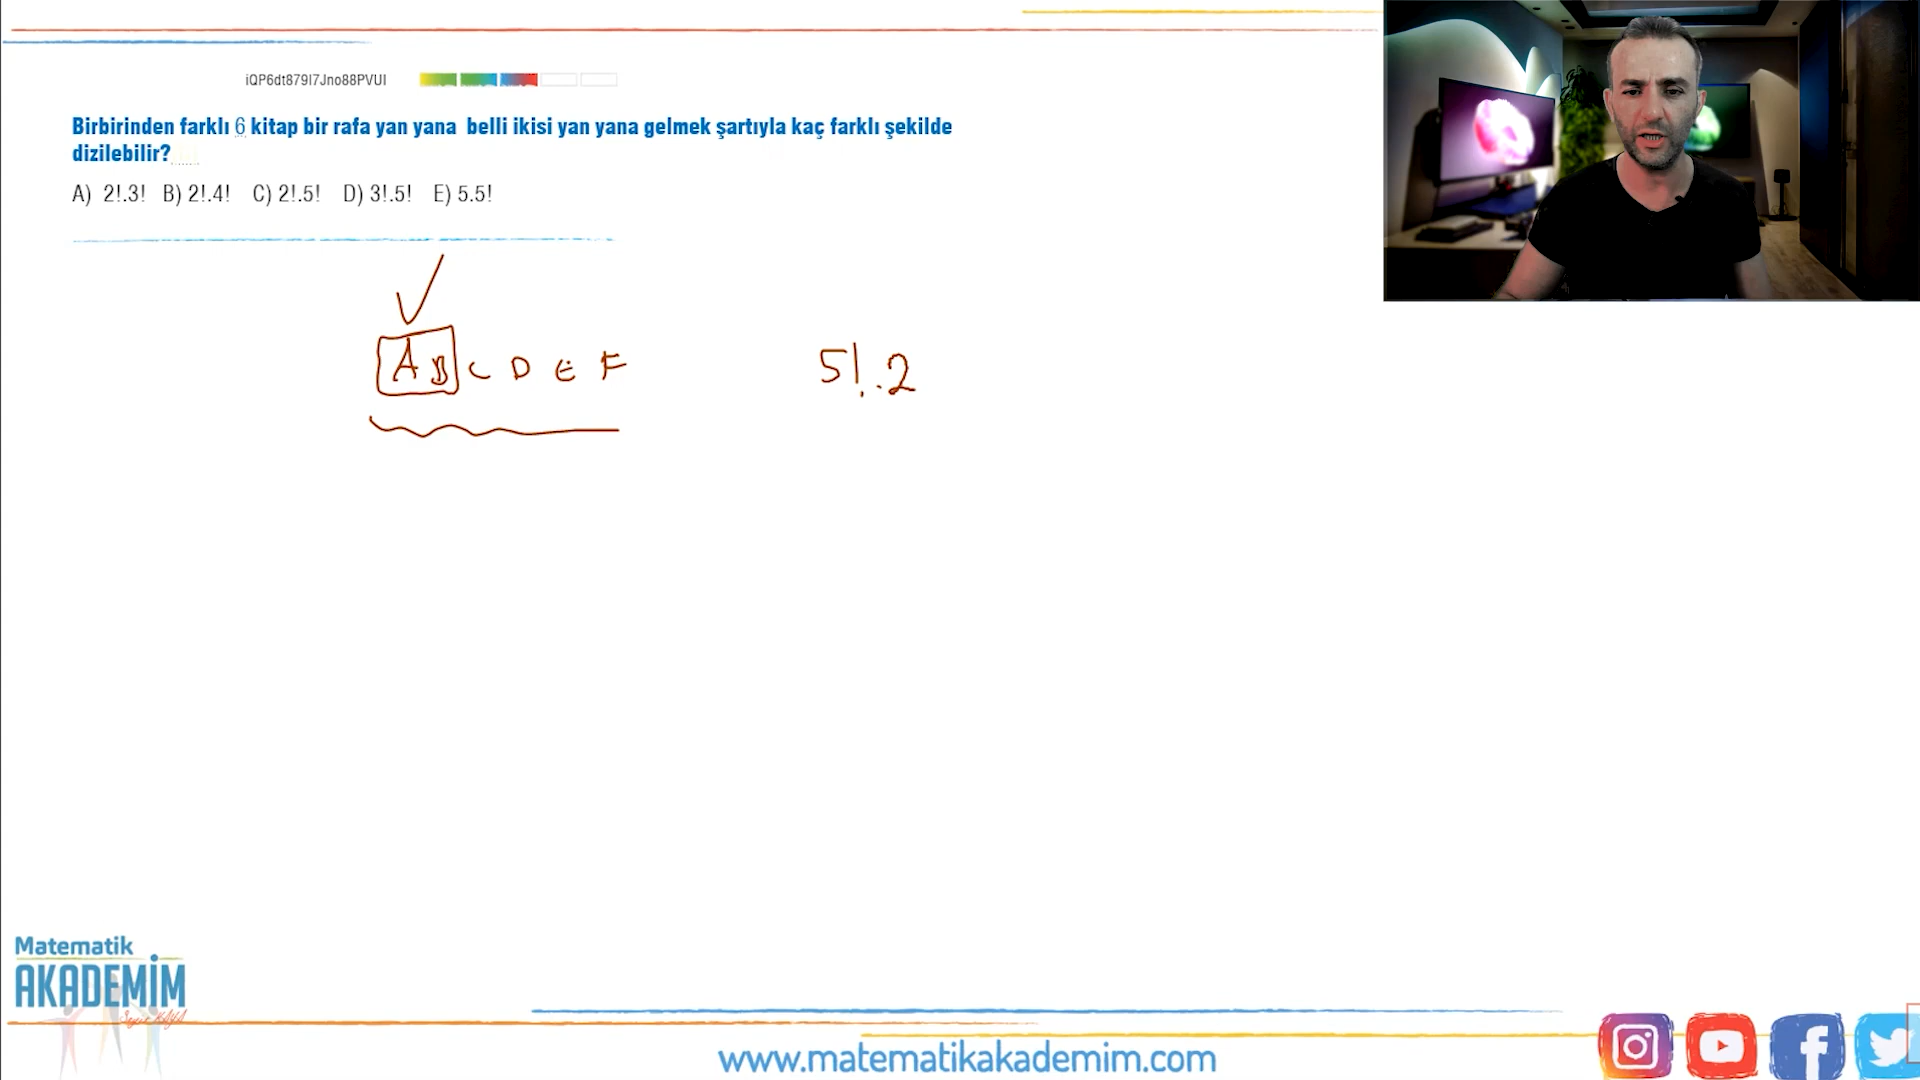 iQP6dt879I7Jno88PVUI
Birbirinden farklı 6 kitap bir rafa yan yana belli ikisi yan yana gelmek şartıyla kaç farklı şekilde
dizilebilir?
A) 2!.3! B) 2!.4! C) 2!.5! D) 3!.5! E) 5.5!
A B C D E F
5!.2
Matematik
AKADEMİM
www.matematikakademim.com